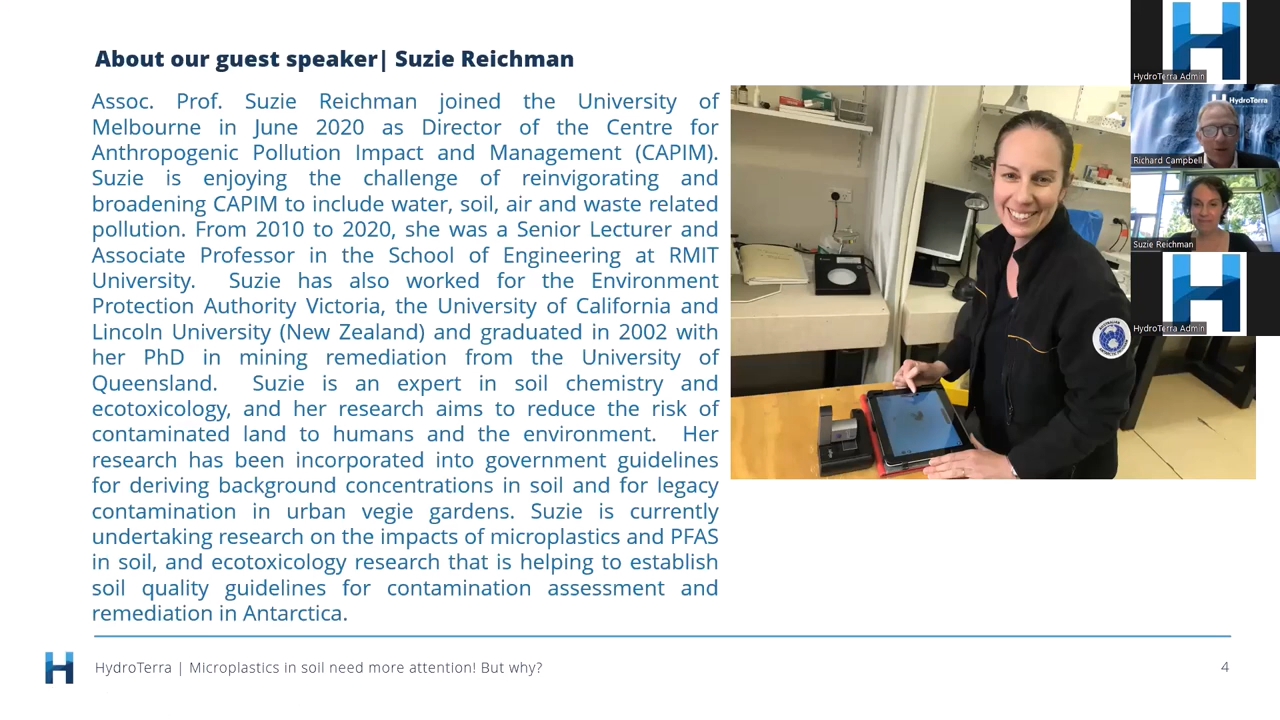 About our guest speaker| Suzie Reichman
Assoc. Prof. Suzie Reichman joined the University of
Melbourne in June 2020 as Director of the Centre for
Anthropogenic Pollution Impact and Management (CAPIM).
Suzie is enjoying the challenge of reinvigorating and
broadening CAPIM to include water, soil, air and waste related
pollution. From 2010 to 2020, she was a Senior Lecturer and
Associate Professor in the School of Engineering at RMIT
University. Suzie has also worked for the Environment
Protection Authority Victoria, the University of California and
Lincoln University (New Zealand) and graduated in 2002 with
her PhD in mining remediation from the University of
Queensland. Suzie is an expert in soil chemistry and
ecotoxicology, and her research aims to reduce the risk of
contaminated land to humans and the environment. Her
research has been incorporated into government guidelines
for deriving background concentrations in soil and for legacy
contamination in urban vegie gardens. Suzie is currently
undertaking research on the impacts of microplastics and PFAS
in soil, and ecotoxicology research that is helping to establish
soil quality guidelines for contamination assessment and
remediation in Antarctica.
HydroTerra Admin
HydroTerra
Richard Campbell
Suzie Reichman
HydroTerra Admin
HydroTerra | Microplastics in soil need more attention! But why?
4